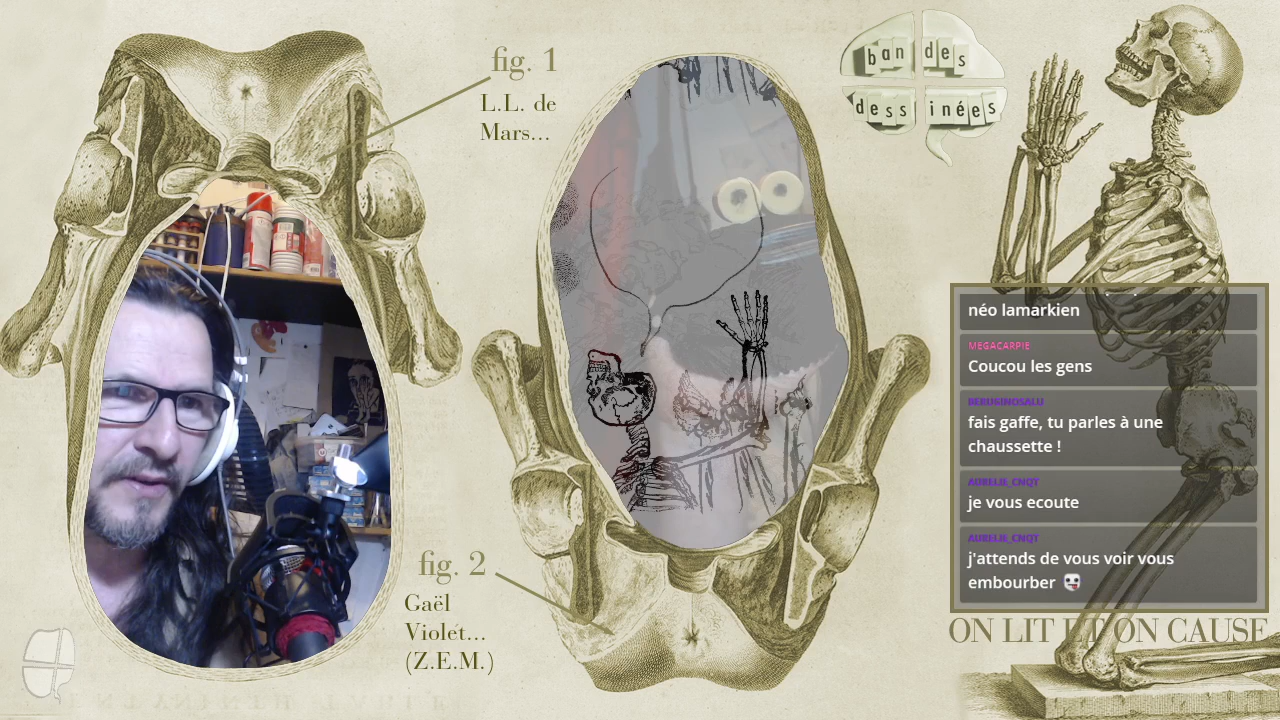 fig. 1
L.L. de
Mars...
ban des
dess inées
néo lamarkien
MEGACARPIE
Coucou les gens
fais gaffe, tu parles à une
chaussette !
AURELIE_CNQT
je vous ecoute
AURELIE_CNQT
j'attends de vous voir vous
embourber
fig. 2
Gaël
Violét...
(Z.E.M.)
ON LIT ET ON CAUSE